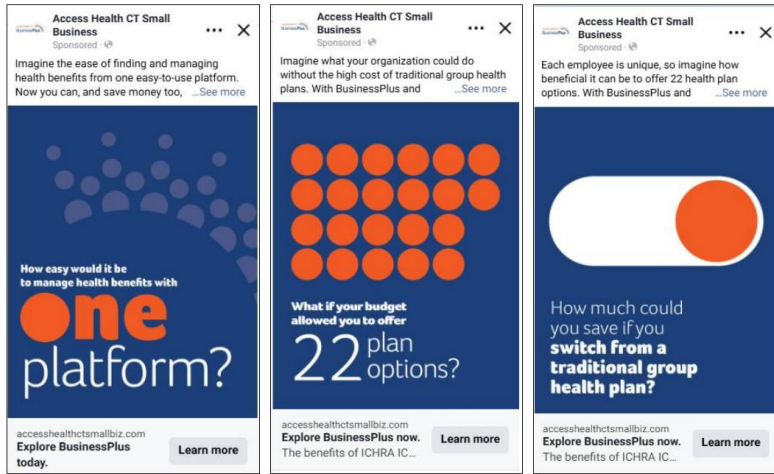 Access Health CT Small
Business
Sponsored
Imagine the ease of finding and managing
health benefits from one easy-to-use platform.
Now you can, and save money too, ...See more
How easy would it be
to manage health benefits with
one
platform?
accesshealthctsmallbiz.com
Explore BusinessPlus
today.
Learn more
Access Health CT Small
Business
Sponsored
Imagine what your organization could do
without the high cost of traditional group health
plans. With BusinessPlus and ...See more
What if your budget
allowed you to offer
22 plan
options?
accesshealthctsmallbiz.com
Explore BusinessPlus now.
The benefits of ICHRA IC...
Learn more
Access Health CT Small
Business
Sponsored
Each employee is unique, so imagine how
beneficial it can be to offer 22 health plan
options. With BusinessPlus and ...See more
How much could
you save if you
switch from a
traditional group
health plan?
accesshealthctsmallbiz.com
Explore BusinessPlus now.
The benefits of ICHRA IC...
Learn more